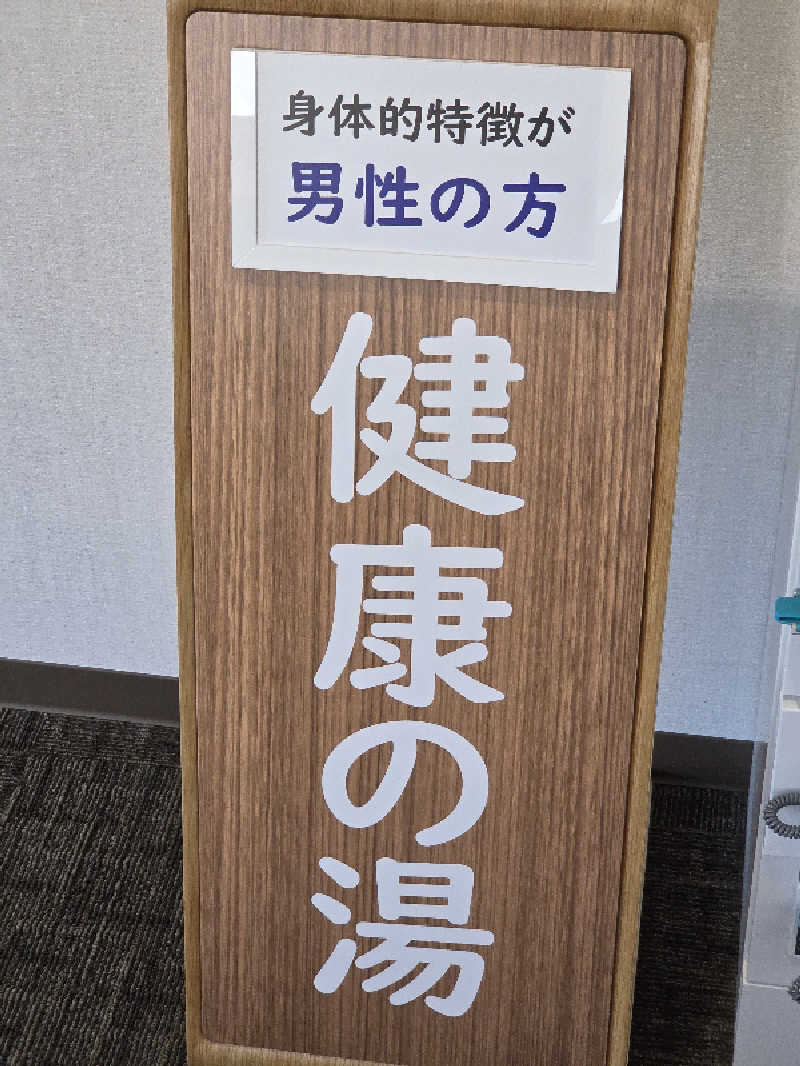 身体的特徴が
男性の方
健康の湯